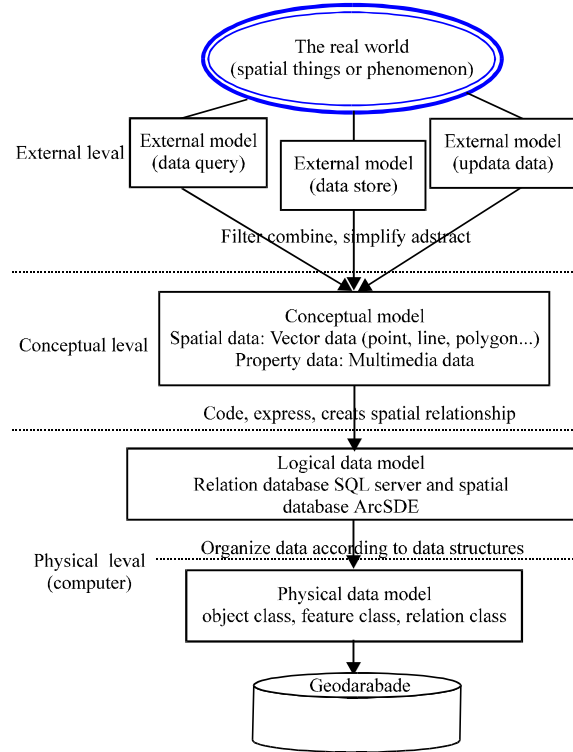 The real world
(spatial things or phenomenon)
External leval
External model
(data query)
External model
(data store)
External model
(updata data)
Filter combine, simplify adstract
Conceptual leval
Conceptual model
Spatial data: Vector data (point, line, polygon...)
Property data: Multimedia data
Code, express, creats spatial relationship
Logical data model
Relation database SQL server and spatial
database ArcSDE
Organize data according to data structures
Physical leval
(computer)
Physical data model
object class, feature class, relation class
Geodarabade